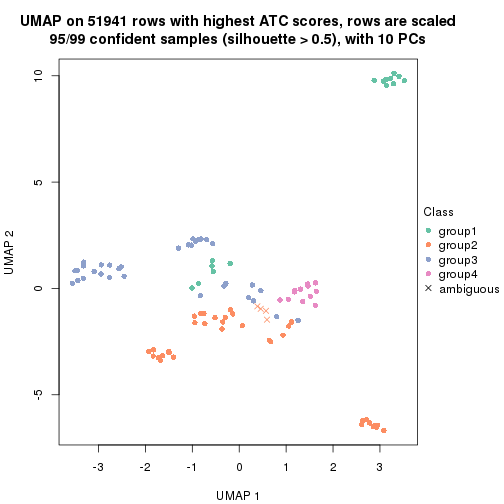 UMAP on 51941 rows with highest ATC scores, rows are scaled
95/99 confident samples (silhouette > 0.5), with 10 PCs
10
5
0
-5
UMAP 2
-3
-2
-1
0
1
2
3
UMAP 1
Class
group1
group2
group3
group4
ambiguous